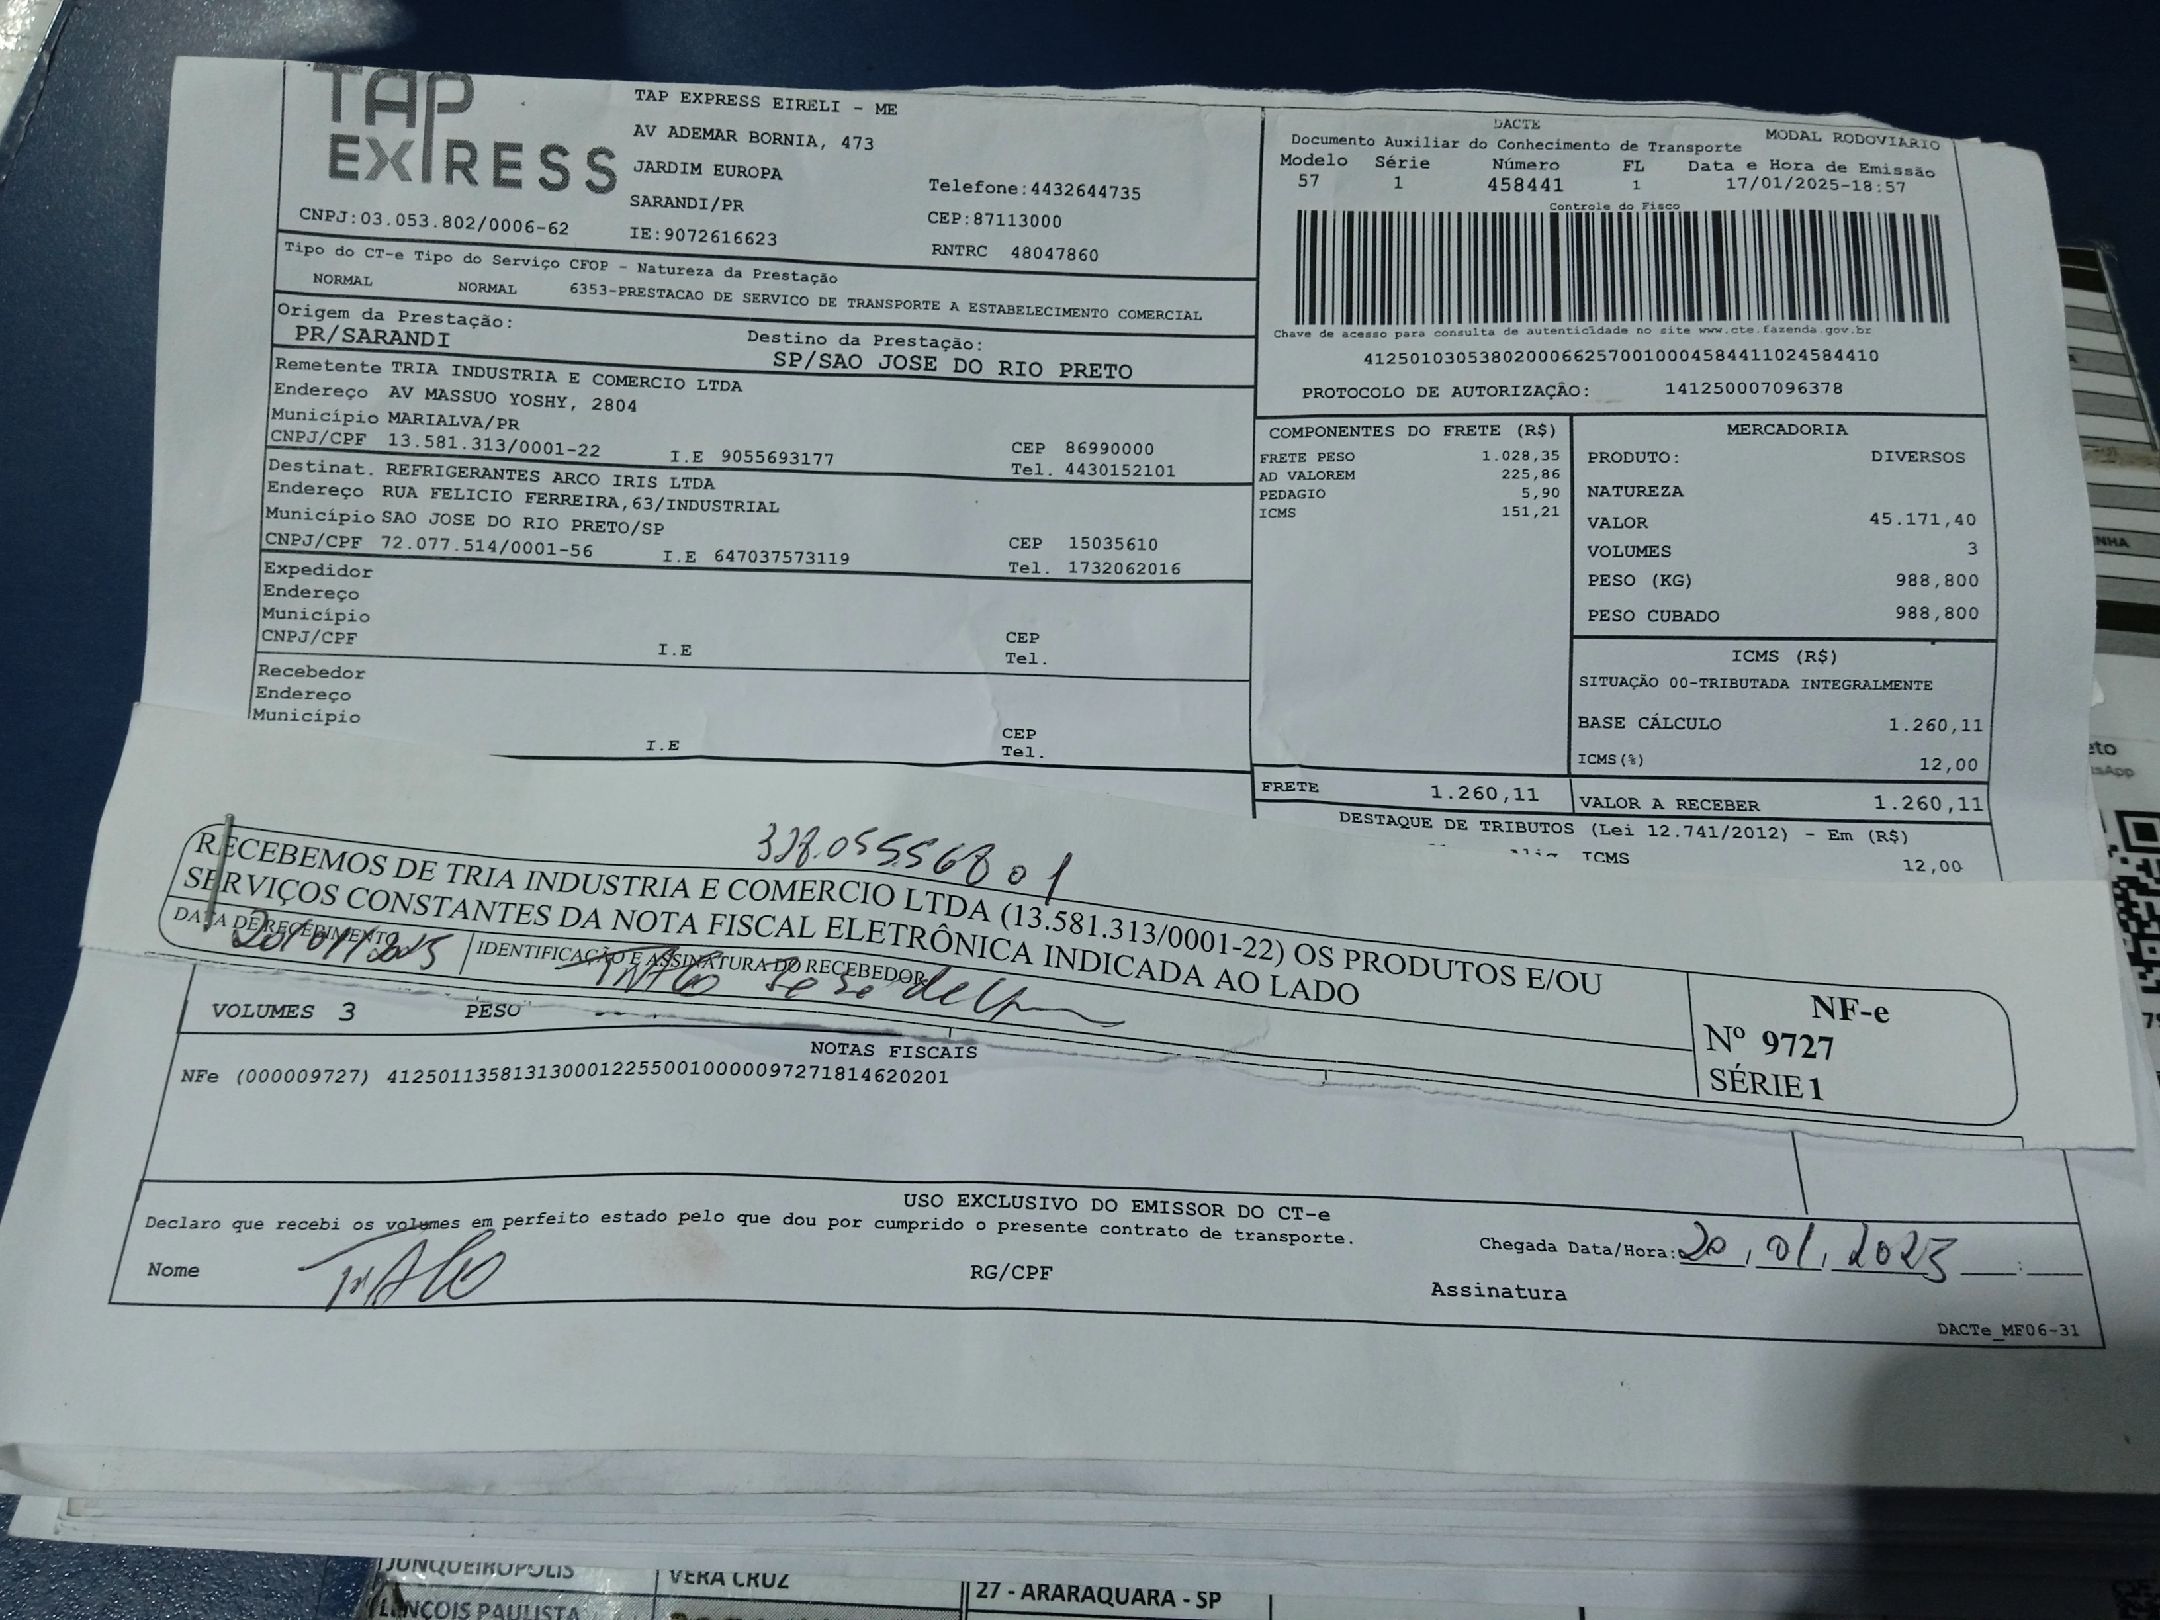 TAP EXPRESS
TAP EXPRESS EIRELI - ME
AV ADEMAR BORNIA, 473
JARDIM EUROPA
SARANDI/PR
IE:9072616623
Telefone:4432644735
CEP:87113000
RNTRC 48047860
CNPJ:03.053.802/0006-62
DACTE
Documento Auxiliar do Conhecimento de Transporte
MODAL RODOVIÁRIO
Modelo Série Número FL Data e Hora de Emissão
57 1 458441 1 17/01/2025-18:57
Controle do Fisco
Chave de acesso para consulta de autenticidade no site www.cte.fazenda.gov.br
41250103053802000662570010004584411024584410
PROTOCOLO DE AUTORIZAÇÃO: 141250007096378
Tipo do CT-e Tipo do Serviço CFOP - Natureza da Prestação
NORMAL NORMAL 6353-PRESTACAO DE SERVICO DE TRANSPORTE A ESTABELECIMENTO COMERCIAL
Origem da Prestação: Destino da Prestação:
PR/SARANDI SP/SAO JOSE DO RIO PRETO
Remetente TRIA INDUSTRIA E COMERCIO LTDA
Endereço AV MASSUO YOSHY, 2804
Município MARIALVA/PR CEP 86990000
CNPJ/CPF 13.581.313/0001-22 I.E 9055693177 Tel. 4430152101
Destinat. REFRIGERANTES ARCO IRIS LTDA
Endereço RUA FELICIO FERREIRA,63/INDUSTRIAL
Município SAO JOSE DO RIO PRETO/SP CEP 15035610
CNPJ/CPF 72.077.514/0001-56 I.E 647037573119 Tel. 1732062016
Expedidor
Endereço
Município CEP
CNPJ/CPF I.E Tel.
Recebedor
Endereço
Município CEP
I.E Tel.
COMPONENTES DO FRETE (R$)
FRETE PESO 1.028,35
AD VALOREM 225,86
PEDAGIO 5,90
ICMS 151,21
MERCADORIA
PRODUTO: DIVERSOS
NATUREZA
VALOR 45.171,40
VOLUMES 3
PESO (KG) 988,800
PESO CUBADO 988,800
ICMS (R$)
SITUAÇÃO 00-TRIBUTADA INTEGRALMENTE
BASE CÁLCULO 1.260,11
ICMS(%) 12,00
FRETE 1.260,11 VALOR A RECEBER 1.260,11
DESTAQUE DE TRIBUTOS (Lei 12.741/2012) - Em (R$)
ICMS 12,00
328.055.568 01
RECEBEMOS DE TRIA INDUSTRIA E COMERCIO LTDA (13.581.313/0001-22) OS PRODUTOS E/OU
SERVIÇOS CONSTANTES DA NOTA FISCAL ELETRÔNICA INDICADA AO LADO
DATA DE RECEBIMENTO IDENTIFICAÇÃO E ASSINATURA DO RECEBEDOR
NF-e
Nº 9727
SÉRIE 1
VOLUMES 3 PESO
NOTAS FISCAIS
NFe (000009727) 41250113581313000122550010000097271814620201
USO EXCLUSIVO DO EMISSOR DO CT-e
Declaro que recebi os volumes em perfeito estado pelo que dou por cumprido o presente contrato de transporte.
Chegada Data/Hora: 20, 01, 2025 :
Nome RG/CPF Assinatura
DACTe_MF06-31
JUNQUEIRÓPOLIS VERA CRUZ 27 - ARARAQUARA - SP
LENÇOIS PAULISTA